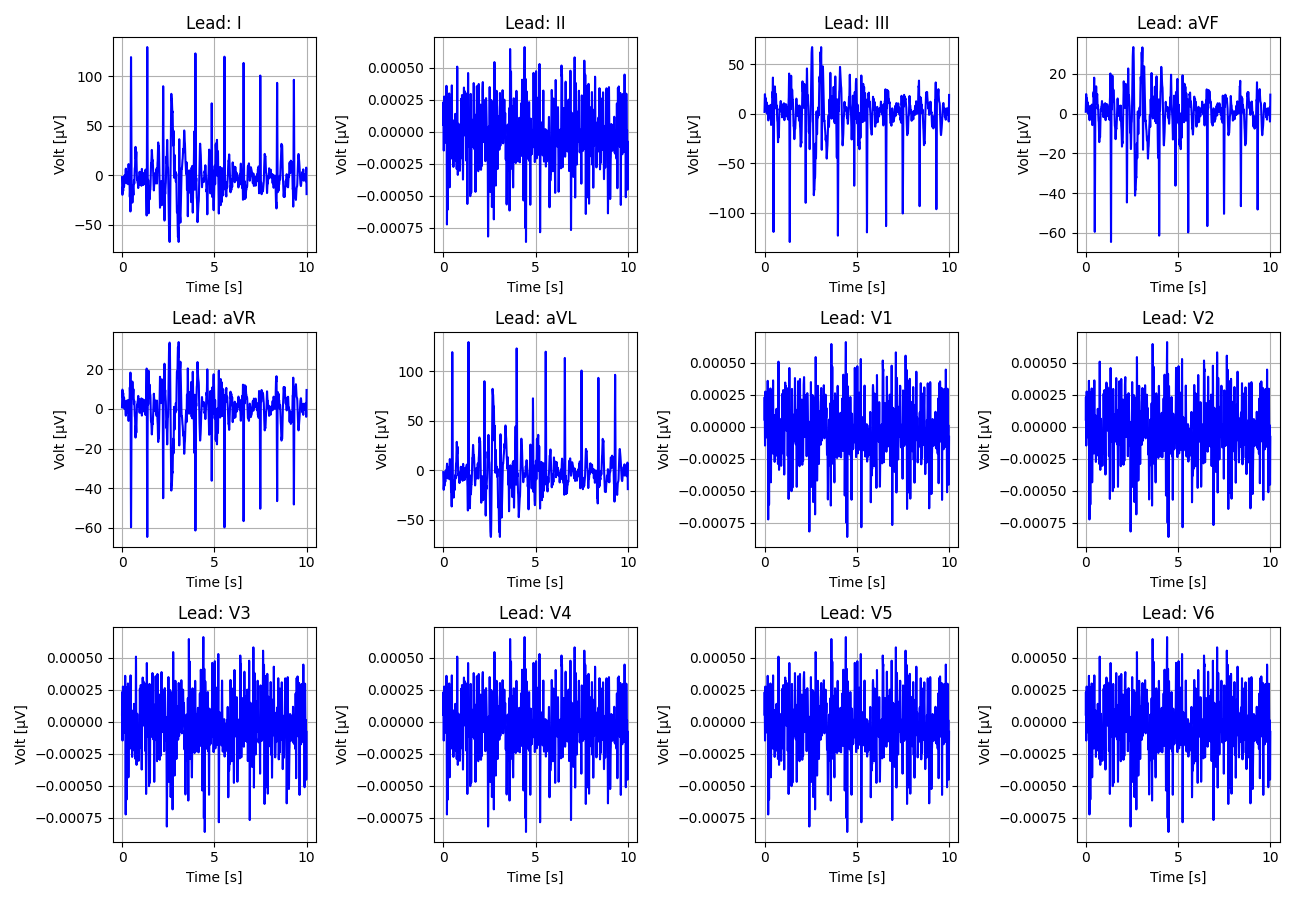 Lead: I
Lead: II
Lead: III
Lead: aVF
100
50
0
−50
Volt [µV]
0 5 10
Time [s]
0.00050
0.00025
0.00000
−0.00025
−0.00050
−0.00075
Volt [µV]
0 5 10
Time [s]
50
0
−50
−100
Volt [µV]
0 5 10
Time [s]
20
0
−20
−40
−60
Volt [µV]
0 5 10
Time [s]
Lead: aVR
Lead: aVL
Lead: V1
Lead: V2
20
0
−20
−40
−60
Volt [µV]
0 5 10
Time [s]
100
50
0
−50
Volt [µV]
0 5 10
Time [s]
0.00050
0.00025
0.00000
−0.00025
−0.00050
−0.00075
Volt [µV]
0 5 10
Time [s]
0.00050
0.00025
0.00000
−0.00025
−0.00050
−0.00075
Volt [µV]
0 5 10
Time [s]
Lead: V3
Lead: V4
Lead: V5
Lead: V6
0.00050
0.00025
0.00000
−0.00025
−0.00050
−0.00075
Volt [µV]
0 5 10
Time [s]
0.00050
0.00025
0.00000
−0.00025
−0.00050
−0.00075
Volt [µV]
0 5 10
Time [s]
0.00050
0.00025
0.00000
−0.00025
−0.00050
−0.00075
Volt [µV]
0 5 10
Time [s]
0.00050
0.00025
0.00000
−0.00025
−0.00050
−0.00075
Volt [µV]
0 5 10
Time [s]